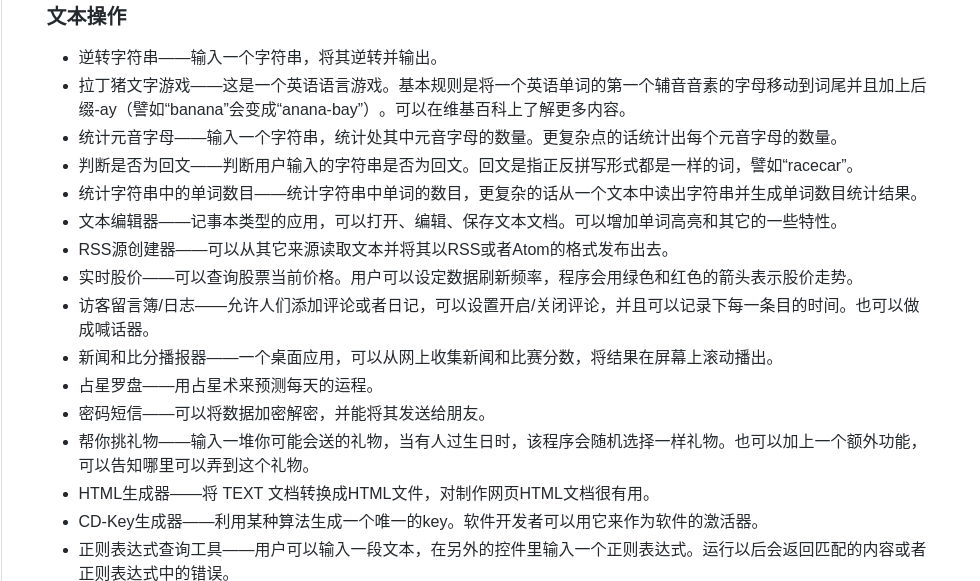 文本操作
逆转字符串——输入一个字符串，将其逆转并输出。
拉丁猪文字游戏——这是一个英语语言游戏。基本规则是将一个英语单词的第一个辅音音素的字母移动到词尾并且加上后
缀-ay（譬如“banana”会变成“anana-bay”）。可以在维基百科上了解更多内容。
统计元音字母——输入一个字符串，统计处其中元音字母的数量。更复杂点的话统计出每个元音字母的数量。
判断是否为回文——判断用户输入的字符串是否为回文。回文是指正反拼写形式都是一样的词，譬如“racecar”。
统计字符串中的单词数目——统计字符串中单词的数目，更复杂的话从一个文本中读出字符串并生成单词数目统计结果。
文本编辑器——记事本类型的应用，可以打开、编辑、保存文本文档。可以增加单词高亮和其它的一些特性。
RSS源创建器——可以从其它来源读取文本并将其以RSS或者Atom的格式发布出去。
实时股价——可以查询股票当前价格。用户可以设定数据刷新频率，程序会用绿色和红色的箭头表示股价走势。
访客留言簿/日志——允许人们添加评论或者日记，可以设置开启/关闭评论，并且可以记录下每一条目的时间。也可以做
成喊话器。
新闻和比分播报器——一个桌面应用，可以从网上收集新闻和比赛分数，将结果在屏幕上滚动播出。
占星罗盘——用占星术来预测每天的运程。
密码短信——可以将数据加密解密，并能将其发送给朋友。
帮你挑礼物——输入一堆你可能会送的礼物，当有人过生日时，该程序会随机选择一样礼物。也可以加上一个额外功能，
可以告知哪里可以弄到这个礼物。
HTML生成器——将 TEXT 文档转换成HTML文件，对制作网页HTML文档很有用。
CD-Key生成器——利用某种算法生成一个唯一的key。软件开发者可以用它来作为软件的激活器。
正则表达式查询工具——用户可以输入一段文本，在另外的控件里输入一个正则表达式。运行以后会返回匹配的内容或者
正则表达式中的错误。